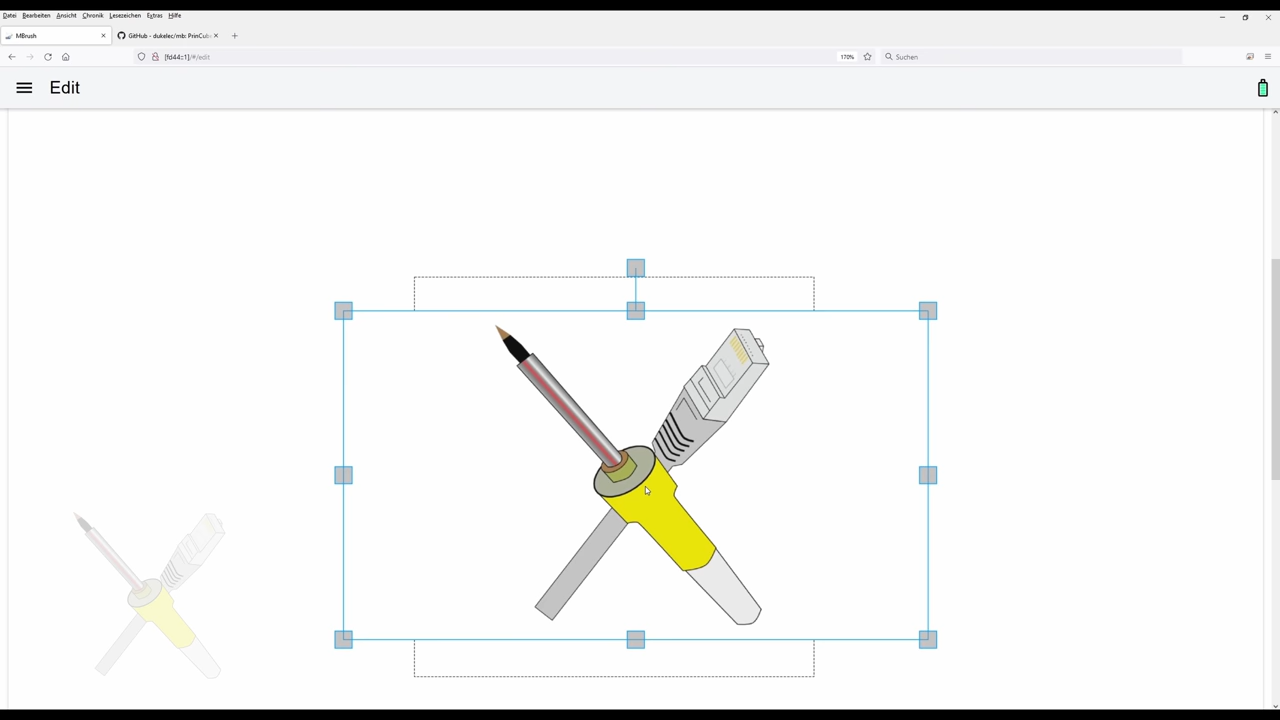 Datei Bearbeiten Ansicht Chronik Lesezeichen Extras Hilfe
MBrush
GitHub - dukelec/mb: PrinCub
[fd44::1]/#/edit
170%
Suchen
Edit